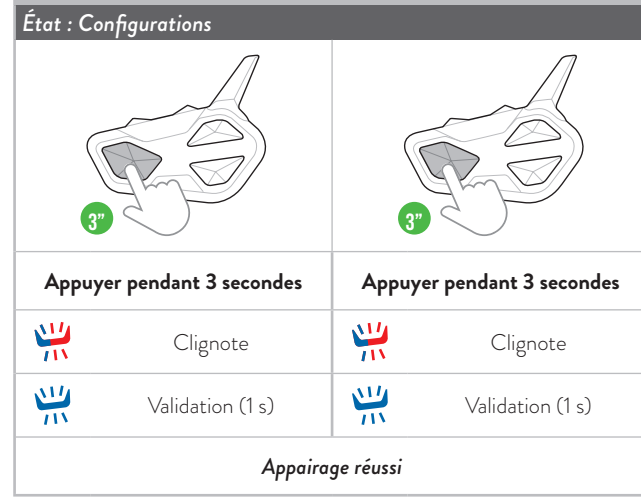 État : Configurations
3” 3”
Appuyer pendant 3 secondes Appuyer pendant 3 secondes
Clignote Clignote
Validation (1 s) Validation (1 s)
Appairage réussi